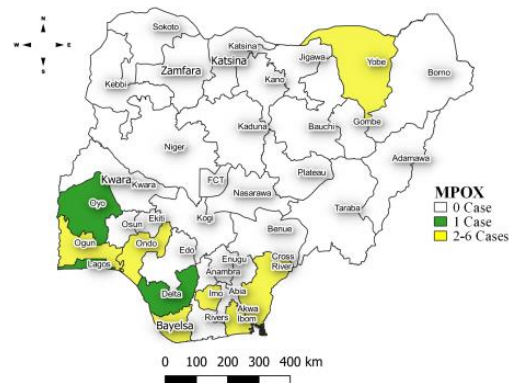 N
W E
S
Sokoto
Katsina
Zamfara
Katsina
Jigawa
Yobe
Borno
Kebbi
Kano
Gombe
Kaduna
Bauchi
Niger
Adamawa
Plateau
FCT
Kwara
Kwara
Nasarawa
Taraba
Oyo
Kogi
Ekiti
Osun
Benue
Ogun
Ondo
Edo
Lagos
Enugu
Cross
River
Anambra
Delta
Imo
Abia
Akwa
Ibom
Rivers
Bayelsa
MPOX
0 Case
1 Case
2-6 Cases
0 100 200 300 400 km